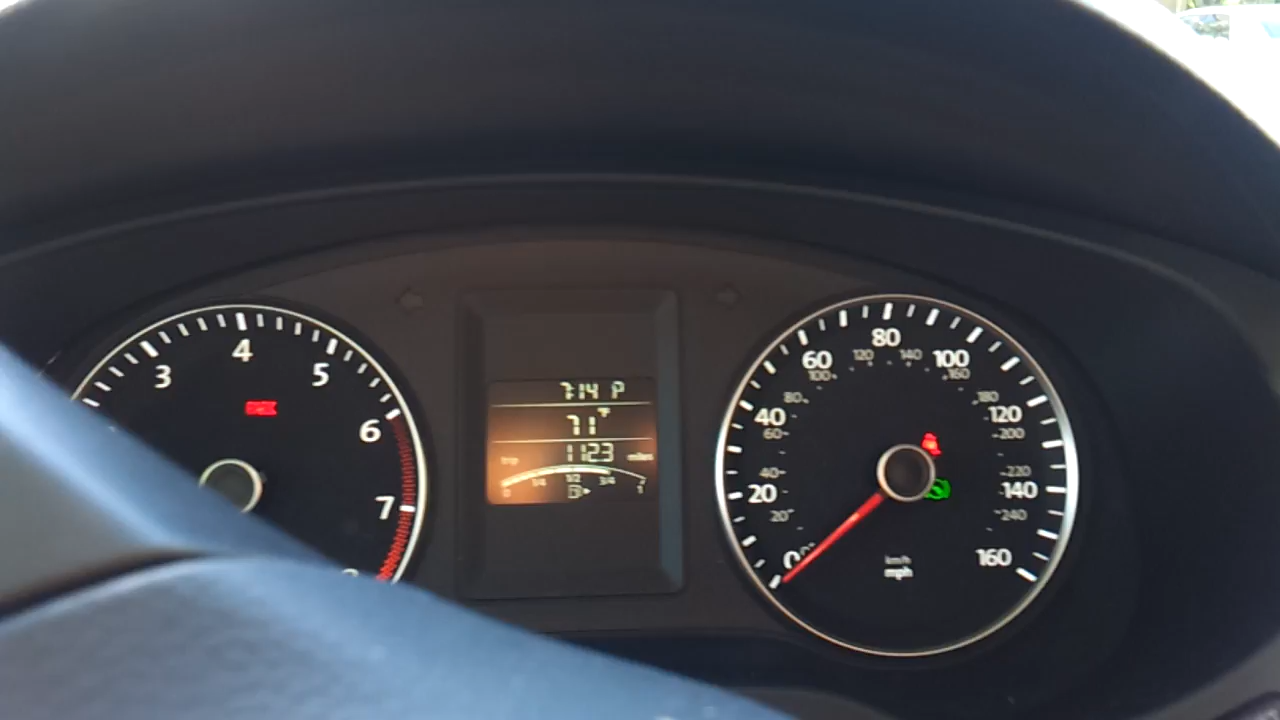 3
4
5
6
7
7:14 P
71°F
trip 112.3 miles
0 1/4 1/2 3/4 1
0 20 40 60 80 100 120 140 160
20 40 60 80 100 120 140 160 180 200 220 240
km/h
mph